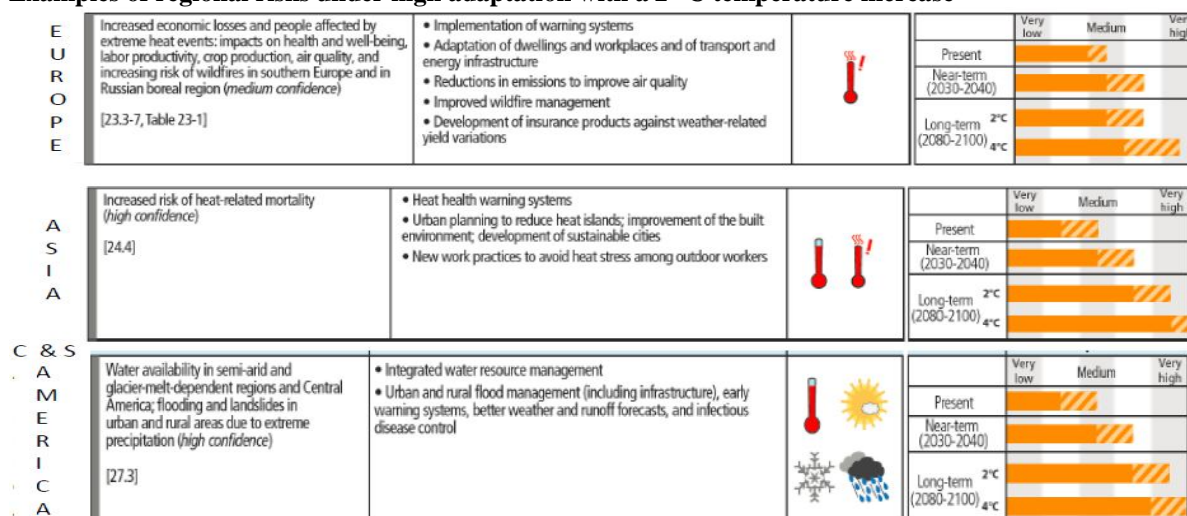 Examples of regional risks under high adaptation with a 2° C temperature increase
E
U
R
O
P
E
Increased economic losses and people affected by
extreme heat events: impacts on health and well-being,
labor productivity, crop production, air quality, and
increasing risk of wildfires in southern Europe and in
Russian boreal region (medium confidence)
[23.3-7, Table 23-1]
• Implementation of warning systems
• Adaptation of dwellings and workplaces and of transport and
energy infrastructure
• Reductions in emissions to improve air quality
• Improved wildfire management
• Development of insurance products against weather-related
yield variations
Very
low
Medium
Very
high
Present
Near-term
(2030-2040)
Long-term
(2080-2100)
2°C
4°C
A
S
I
A
Increased risk of heat-related mortality
(high confidence)
[24.4]
• Heat health warning systems
• Urban planning to reduce heat islands; improvement of the built
environment; development of sustainable cities
• New work practices to avoid heat stress among outdoor workers
Very
low
Medium
Very
high
Present
Near-term
(2030-2040)
Long-term
(2080-2100)
2°C
4°C
C & S
A
M
E
R
I
C
A
Water availability in semi-arid and
glacier-melt-dependent regions and Central
America; flooding and landslides in
urban and rural areas due to extreme
precipitation (high confidence)
[27.3]
• Integrated water resource management
• Urban and rural flood management (including infrastructure), early
warning systems, better weather and runoff forecasts, and infectious
disease control
Very
low
Medium
Very
high
Present
Near-term
(2030-2040)
Long-term
(2080-2100)
2°C
4°C